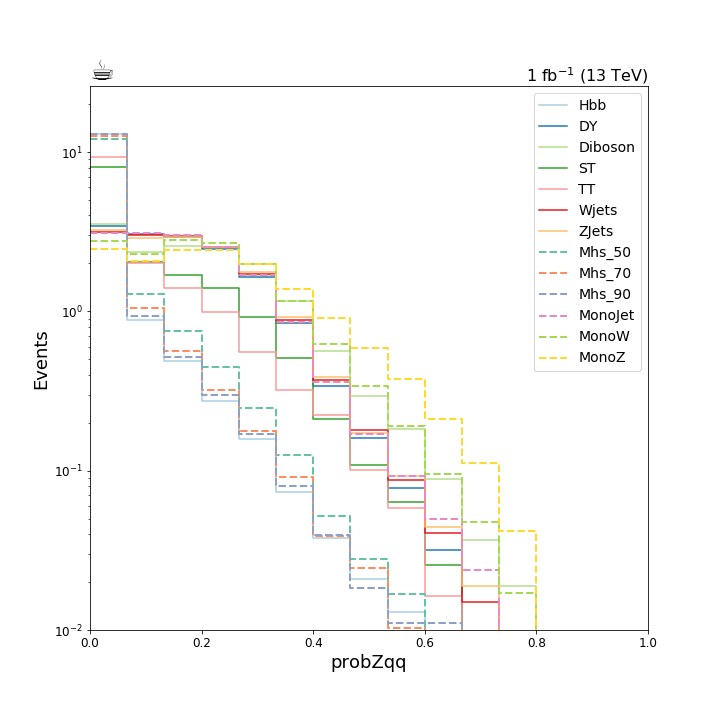 ☕ 1 fb⁻¹ (13 TeV)
Hbb
DY
Diboson
ST
TT
Wjets
ZJets
Mhs_50
Mhs_70
Mhs_90
MonoJet
MonoW
MonoZ
Events
10¹
10⁰
10⁻¹
10⁻²
0.0 0.2 0.4 0.6 0.8 1.0
probZqq